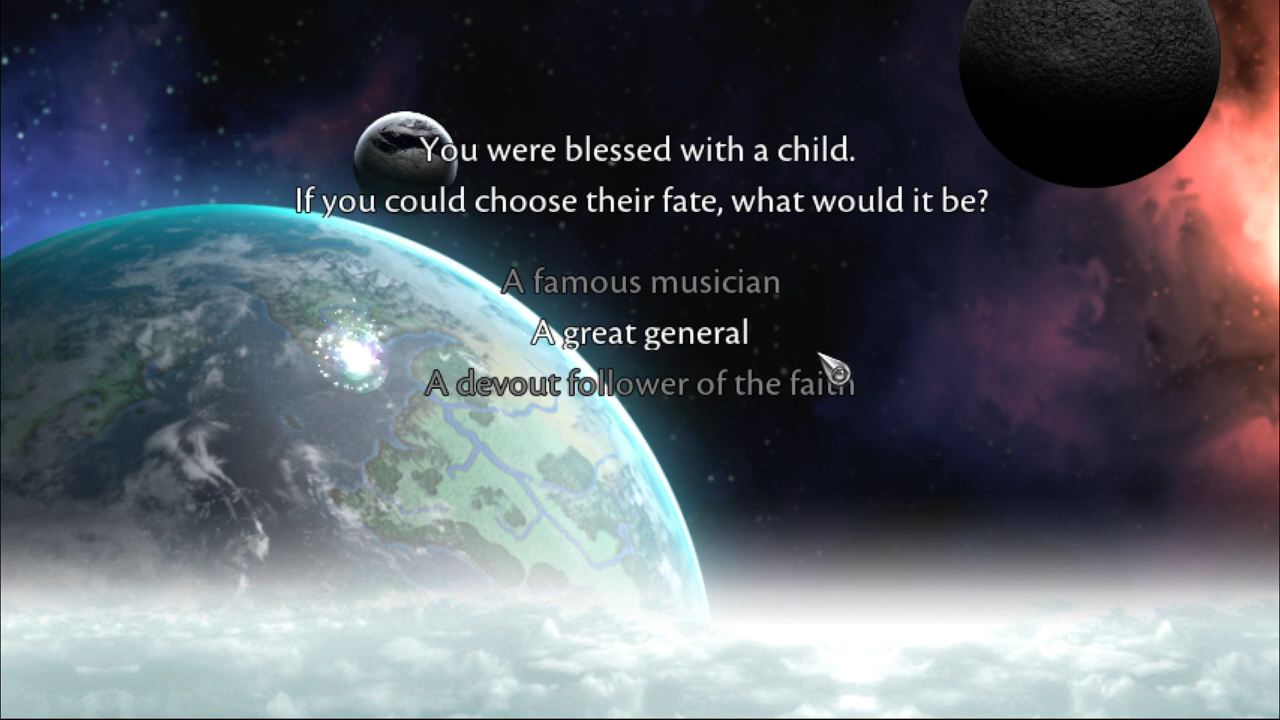 You were blessed with a child.
If you could choose their fate, what would it be?
A famous musician
A great general
A devout follower of the faith